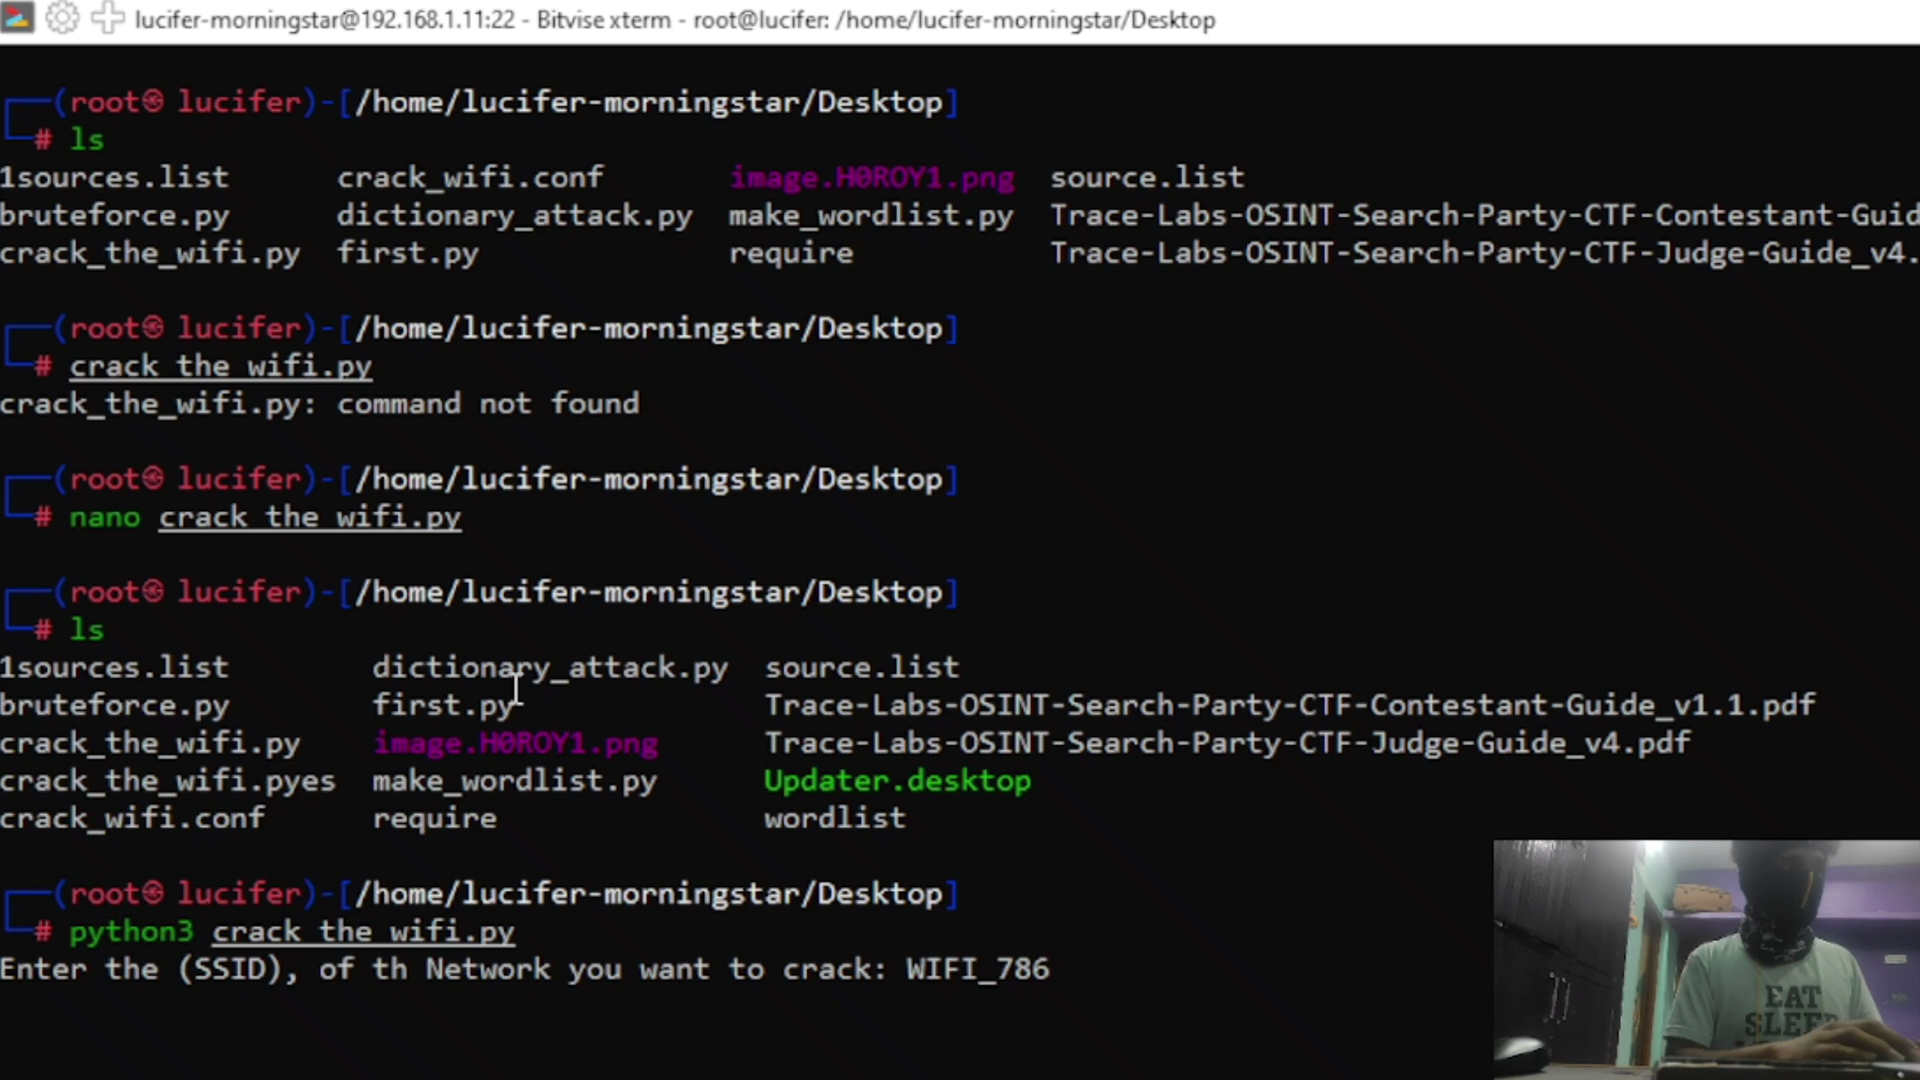 lucifer-morningstar@192.168.1.11:22 - Bitvise xterm - root@lucifer: /home/lucifer-morningstar/Desktop
(root㉿ lucifer)-[/home/lucifer-morningstar/Desktop]
# ls
1sources.list crack_wifi.conf image.H0ROY1.png source.list
bruteforce.py dictionary_attack.py make_wordlist.py Trace-Labs-OSINT-Search-Party-CTF-Contestant-Guid
crack_the_wifi.py first.py require Trace-Labs-OSINT-Search-Party-CTF-Judge-Guide_v4.
(root㉿ lucifer)-[/home/lucifer-morningstar/Desktop]
# crack_the_wifi.py
crack_the_wifi.py: command not found
(root㉿ lucifer)-[/home/lucifer-morningstar/Desktop]
# nano crack_the_wifi.py
(root㉿ lucifer)-[/home/lucifer-morningstar/Desktop]
# ls
1sources.list dictionary_attack.py source.list
bruteforce.py first.py Trace-Labs-OSINT-Search-Party-CTF-Contestant-Guide_v1.1.pdf
crack_the_wifi.py image.H0ROY1.png Trace-Labs-OSINT-Search-Party-CTF-Judge-Guide_v4.pdf
crack_the_wifi.pyes make_wordlist.py Updater.desktop
crack_wifi.conf require wordlist
(root㉿ lucifer)-[/home/lucifer-morningstar/Desktop]
# python3 crack_the_wifi.py
Enter the (SSID), of th Network you want to crack: WIFI_786
EAT
SLEEP